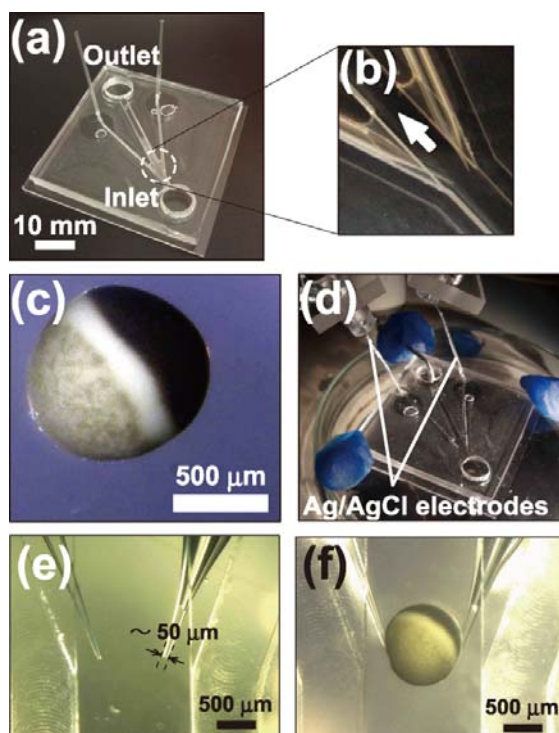 (a)
Outlet
Inlet
10 mm
(b)
(c)
500 μm
(d)
Ag/AgCl electrodes
(e)
~ 50 μm
500 μm
(f)
500 μm